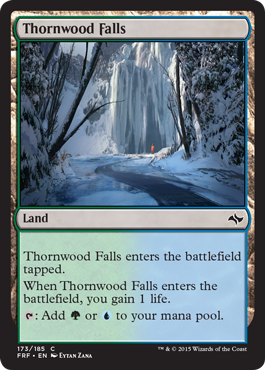 Thornwood Falls
Land
Thornwood Falls enters the battlefield
tapped.
When Thornwood Falls enters the
battlefield, you gain 1 life.
: Add or to your mana pool.
173/185 C
FRF • EN Eytan Zana
™ & © 2015 Wizards of the Coast